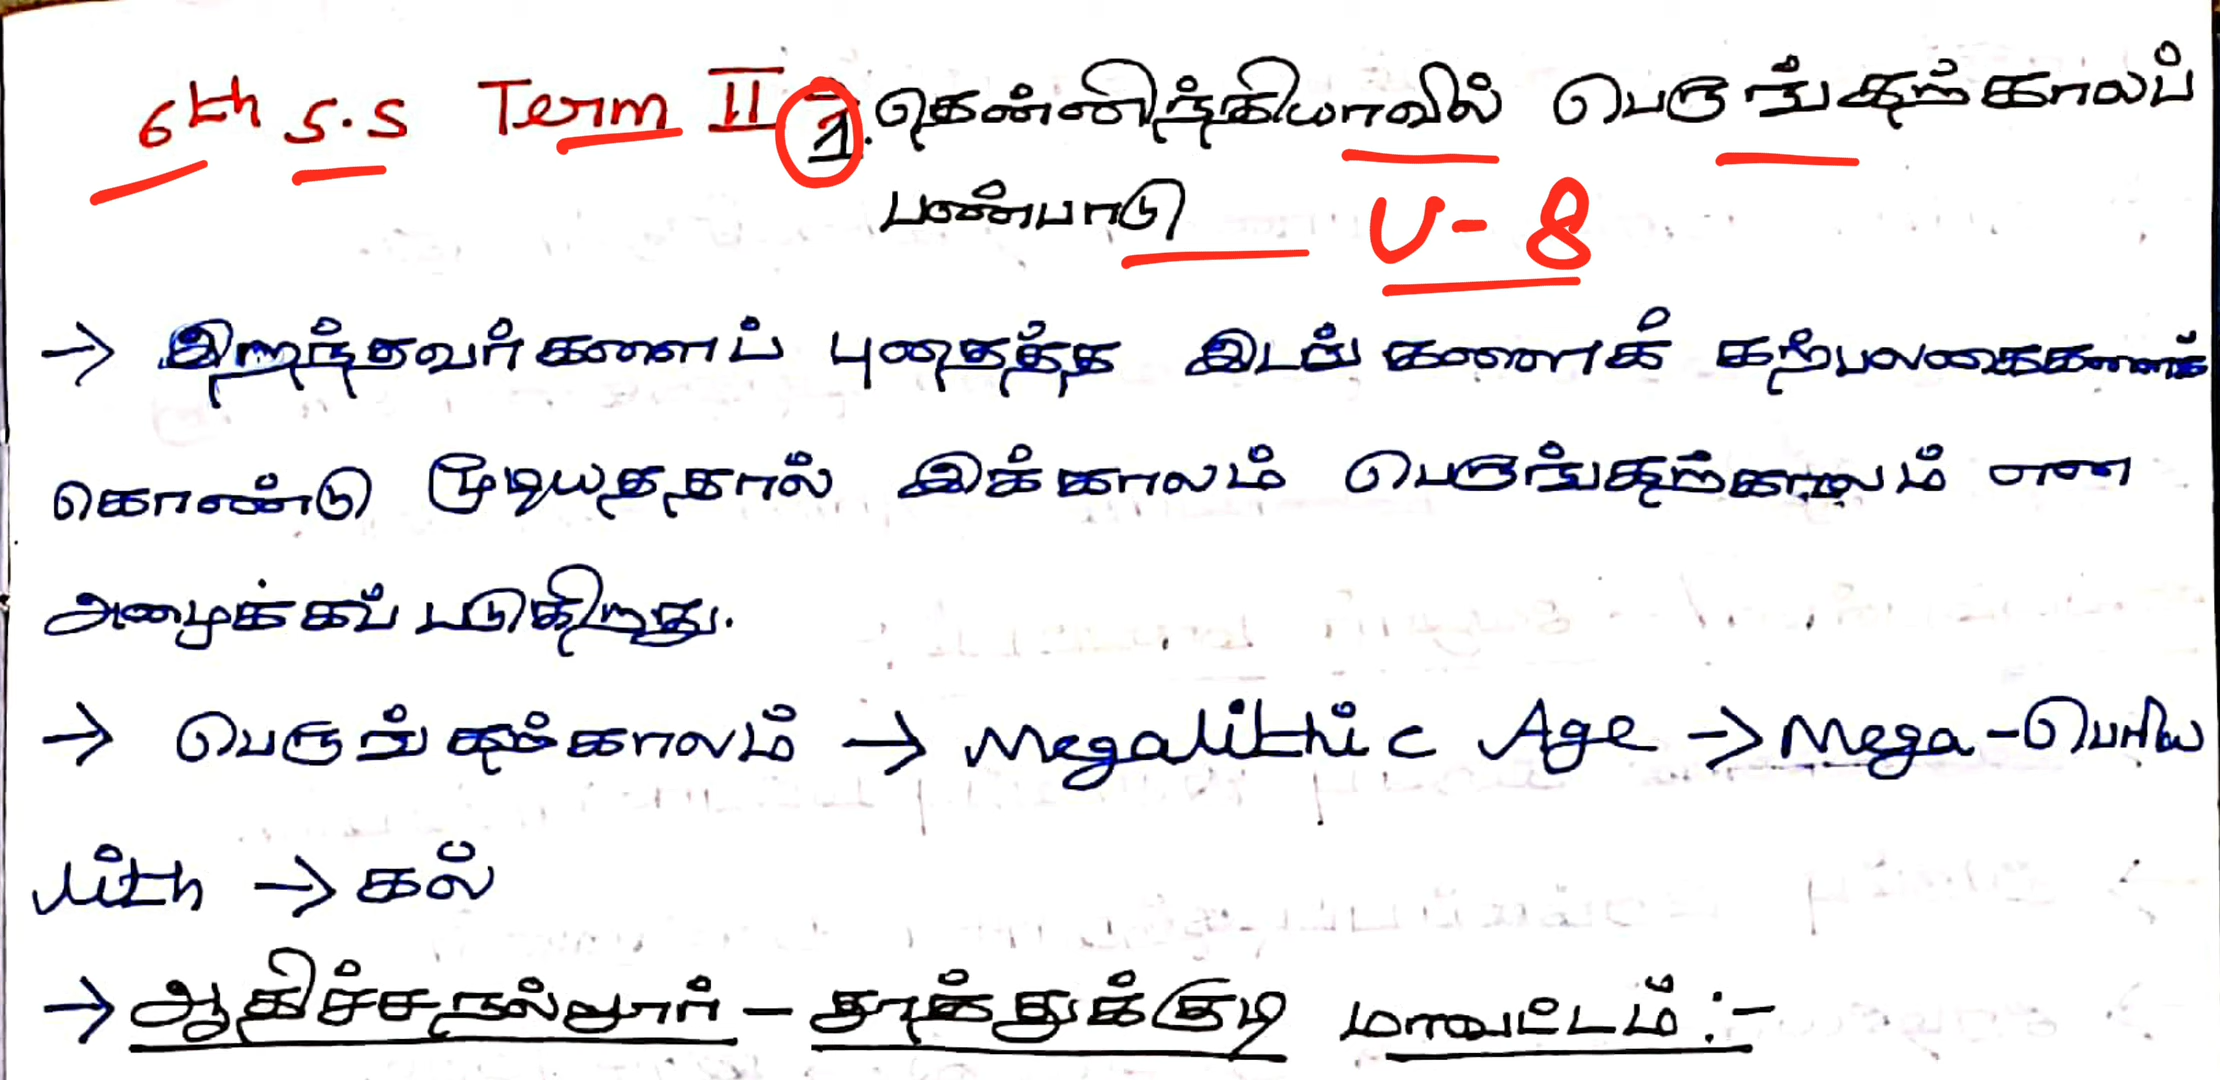 6th S.S Term II 1. தென்னிந்தியாவில் பெருங்கற்காலப்
பண்பாடு U-8
→ இறந்தவர்களைப் புதைத்த இடங்களைக் கற்பலகைகளைக்
கொண்டு மூடியதால் இக்காலம் பெருங்கற்காலம் என
அழைக்கப் படுகிறது.
→ பெருங்கற்காலம் → Megalithic Age → Mega - பெரிய
lith → கல்
→ ஆதிச்சநல்லூர் - தூத்துக்குடி மாவட்டம் :-